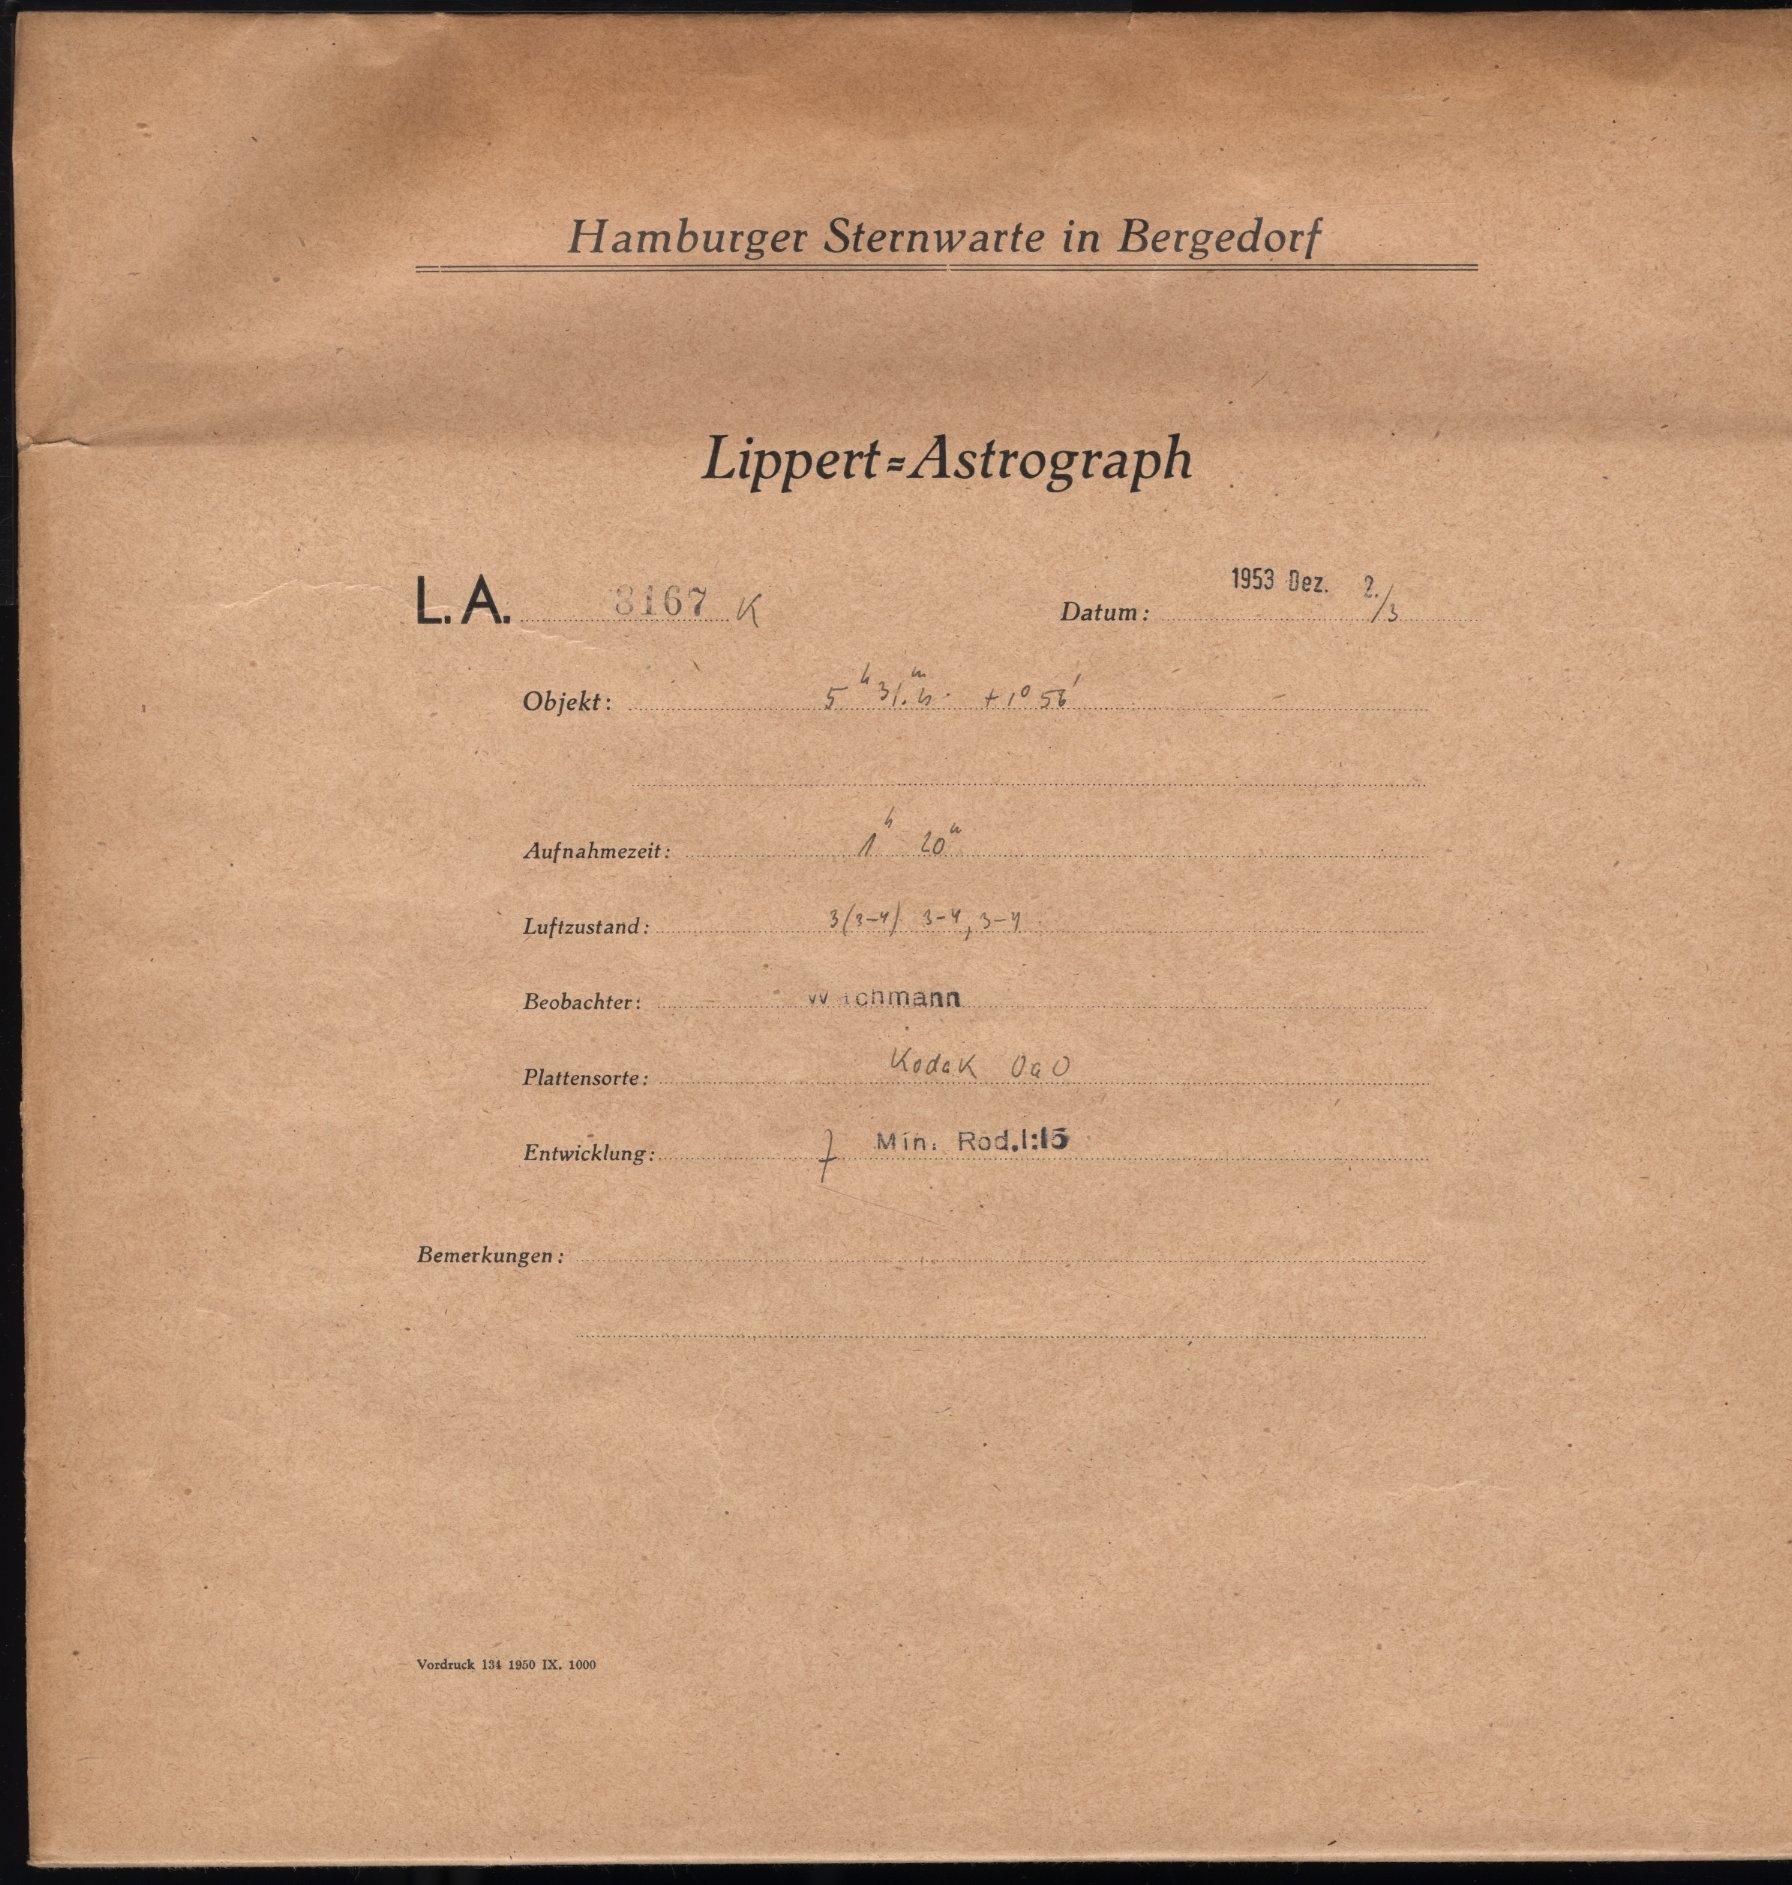 Hamburger Sternwarte in Bergedorf
Lippert=Astrograph
L.A. 8167 K
Datum: 1953 Dez. 2./3
Objekt: 5h 31. m +1° 56'
Aufnahmezeit: 1h 20m
Luftzustand: 3(3-4) 3-4, 3-4
Beobachter: W chmann
Plattensorte: Kodak OaO
Entwicklung: 7 Min. Rod.1:15
Bemerkungen:
Vordruck 134 1950 IX. 1000